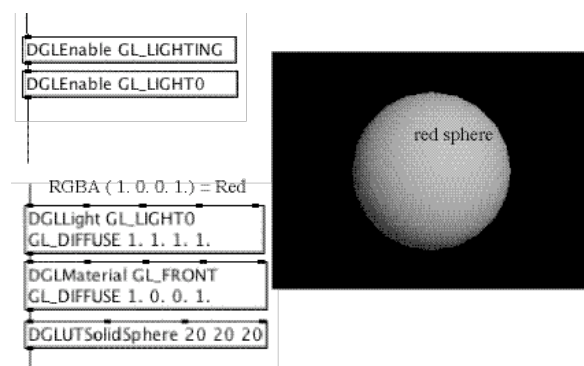 DGLEnable GL_LIGHTING
DGLEnable GL_LIGHT0
red sphere
RGBA ( 1. 0. 0. 1.) = Red
DGLLight GL_LIGHT0
GL_DIFFUSE 1. 1. 1. 1.
DGLMaterial GL_FRONT
GL_DIFFUSE 1. 0. 0. 1.
DGLUTSolidSphere 20 20 20